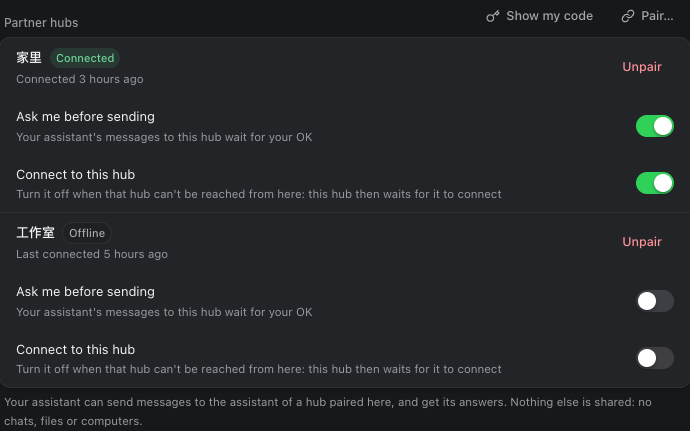 Partner hubs
Show my code
Pair...
家里 Connected
Connected 3 hours ago
Unpair
Ask me before sending
Your assistant's messages to this hub wait for your OK
Connect to this hub
Turn it off when that hub can't be reached from here: this hub then waits for it to connect
工作室 Offline
Last connected 5 hours ago
Unpair
Ask me before sending
Your assistant's messages to this hub wait for your OK
Connect to this hub
Turn it off when that hub can't be reached from here: this hub then waits for it to connect
Your assistant can send messages to the assistant of a hub paired here, and get its answers. Nothing else is shared: no
chats, files or computers.